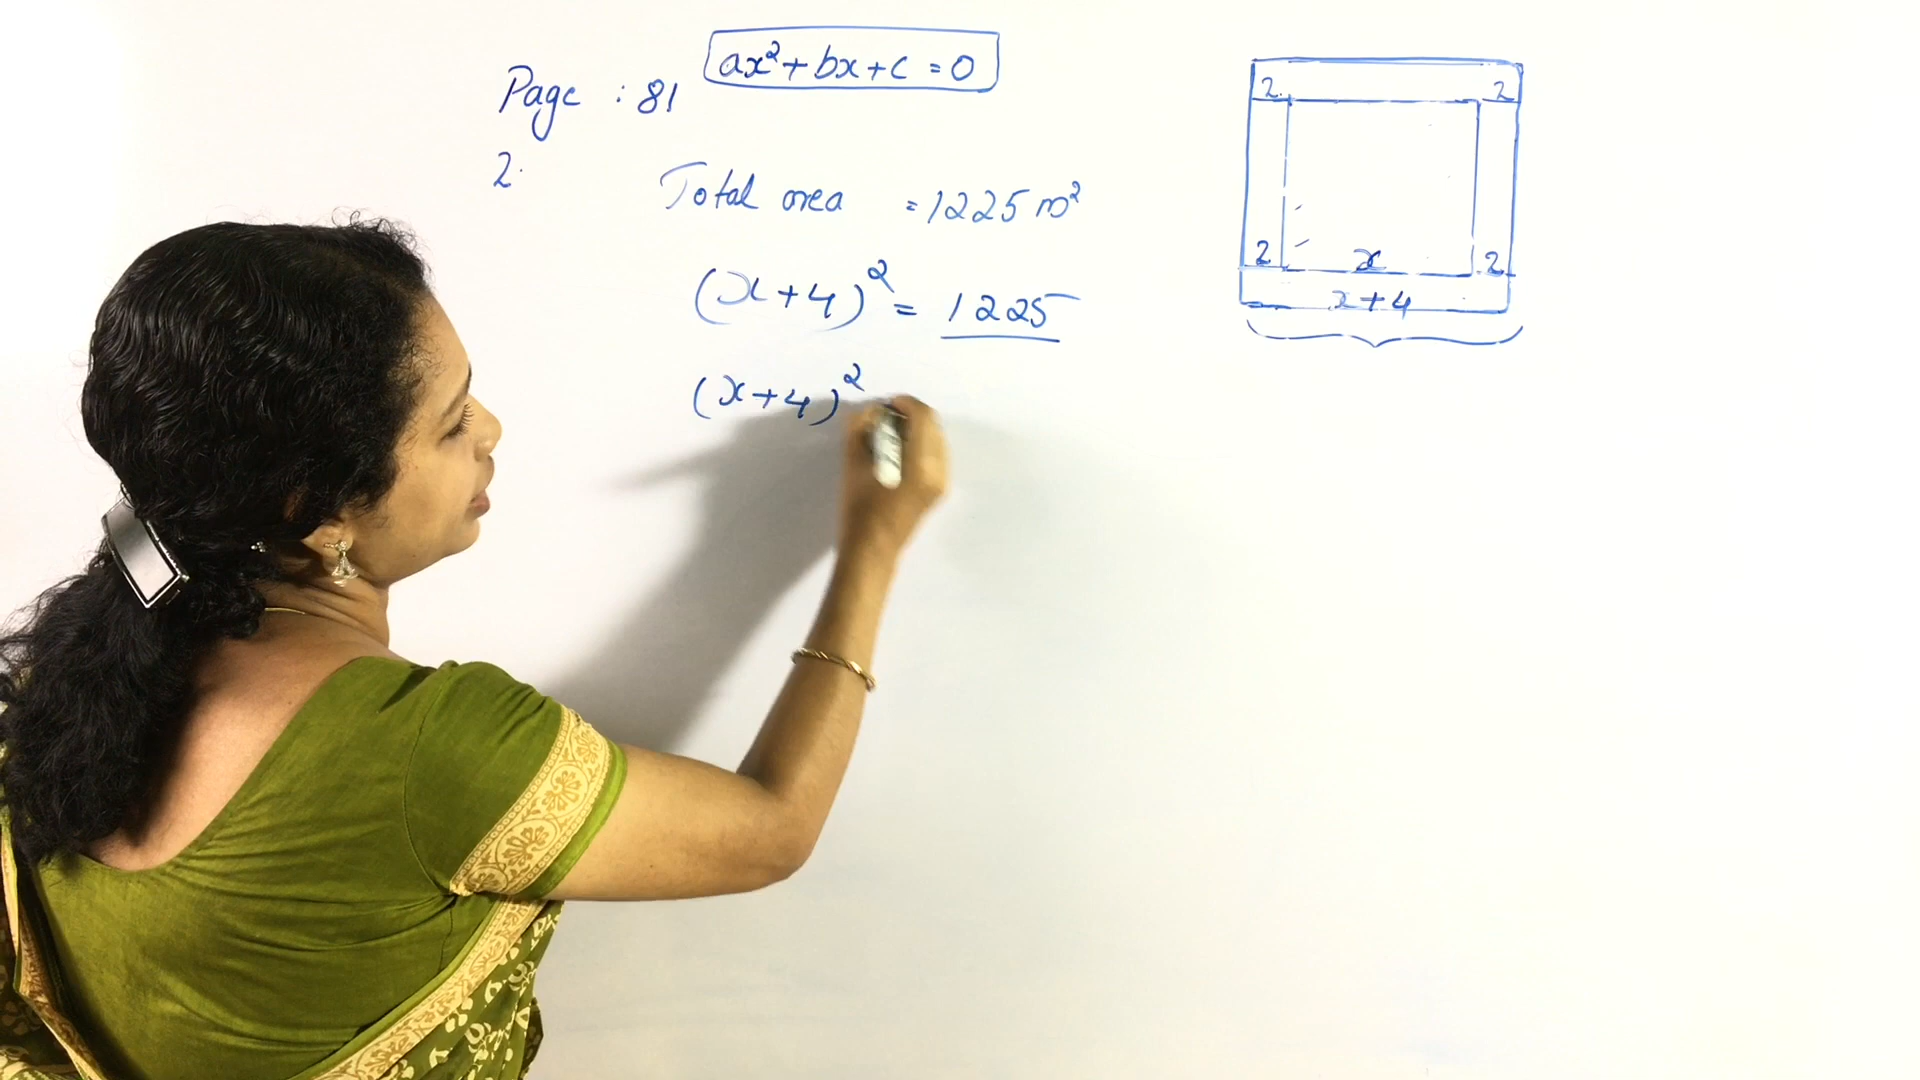 ax² + bx + c = 0
Page : 81
2.
Total area = 1225 m²
(x + 4)² = 1225
(x + 4)²
2 2
2 x 2
x + 4